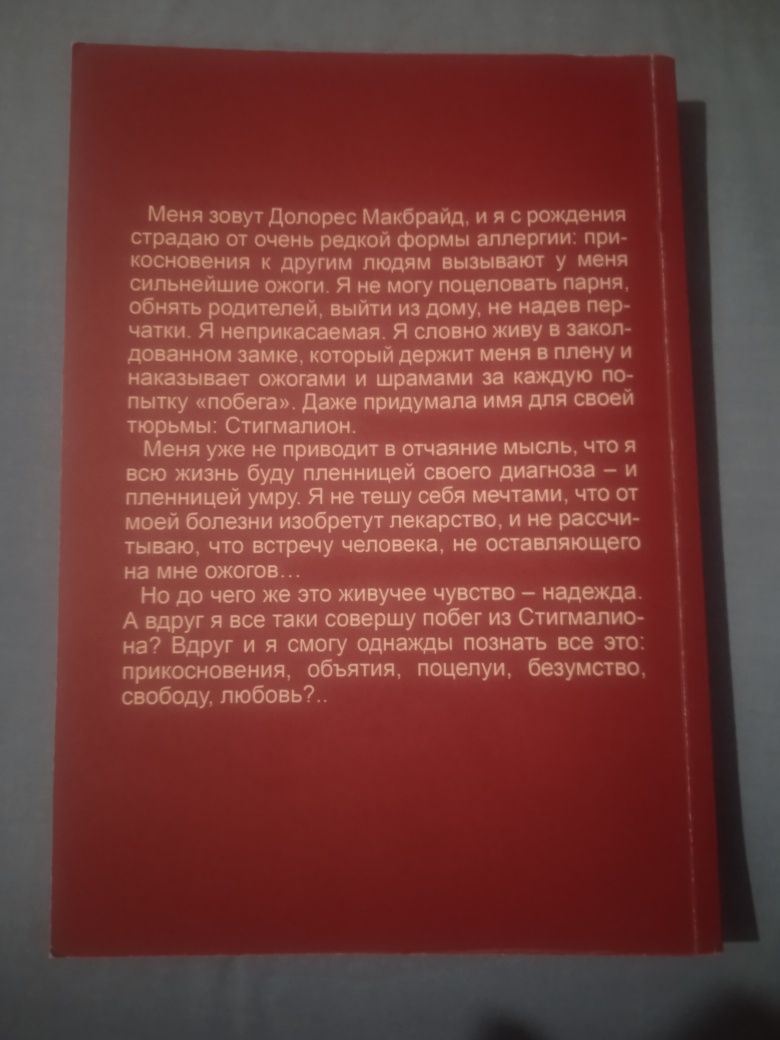 Меня зовут Долорес Макбрайд, и я с рождения
страдаю от очень редкой формы аллергии: при-
косновения к другим людям вызывают у меня
сильнейшие ожоги. Я не могу поцеловать парня,
обнять родителей, выйти из дому, не надев пер-
чатки. Я неприкасаемая. Я словно живу в закол-
дованном замке, который держит меня в плену и
наказывает ожогами и шрамами за каждую по-
пытку «побега». Даже придумала имя для своей
тюрьмы: Стигмалион.
Меня уже не приводит в отчаяние мысль, что я
всю жизнь буду пленницей своего диагноза – и
пленницей умру. Я не тешу себя мечтами, что от
моей болезни изобретут лекарство, и не рассчи-
тываю, что встречу человека, не оставляющего
на мне ожогов...
Но до чего же это живучее чувство – надежда.
А вдруг я все таки совершу побег из Стигмалио-
на? Вдруг и я смогу однажды познать все это:
прикосновения, объятия, поцелуи, безумство,
свободу, любовь?..